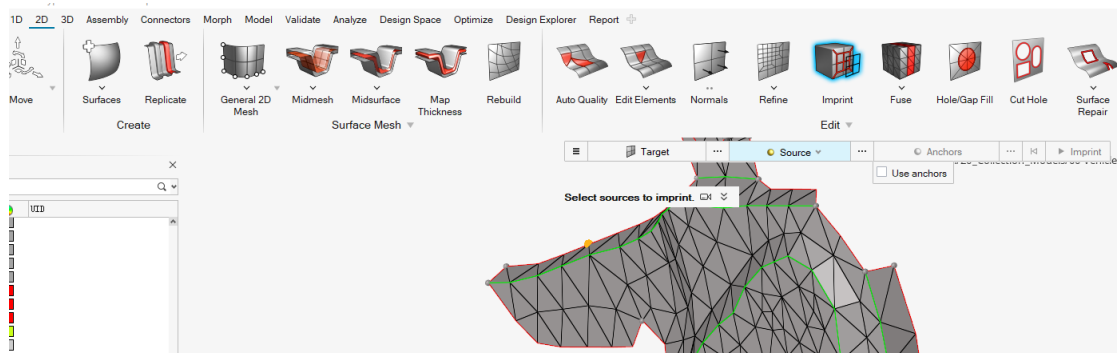 1D 2D 3D Assembly Connectors Morph Model Validate Analyze Design Space Optimize Design Explorer Report
Move Surfaces Replicate General 2D Mesh Midmesh Midsurface Map Thickness Rebuild Auto Quality Edit Elements Normals Refine Imprint Fuse Hole/Gap Fill Cut Hole Surface Repair
Create Surface Mesh Edit
Target ... Source ... Anchors ... Imprint
Use anchors
Select sources to imprint.
UID